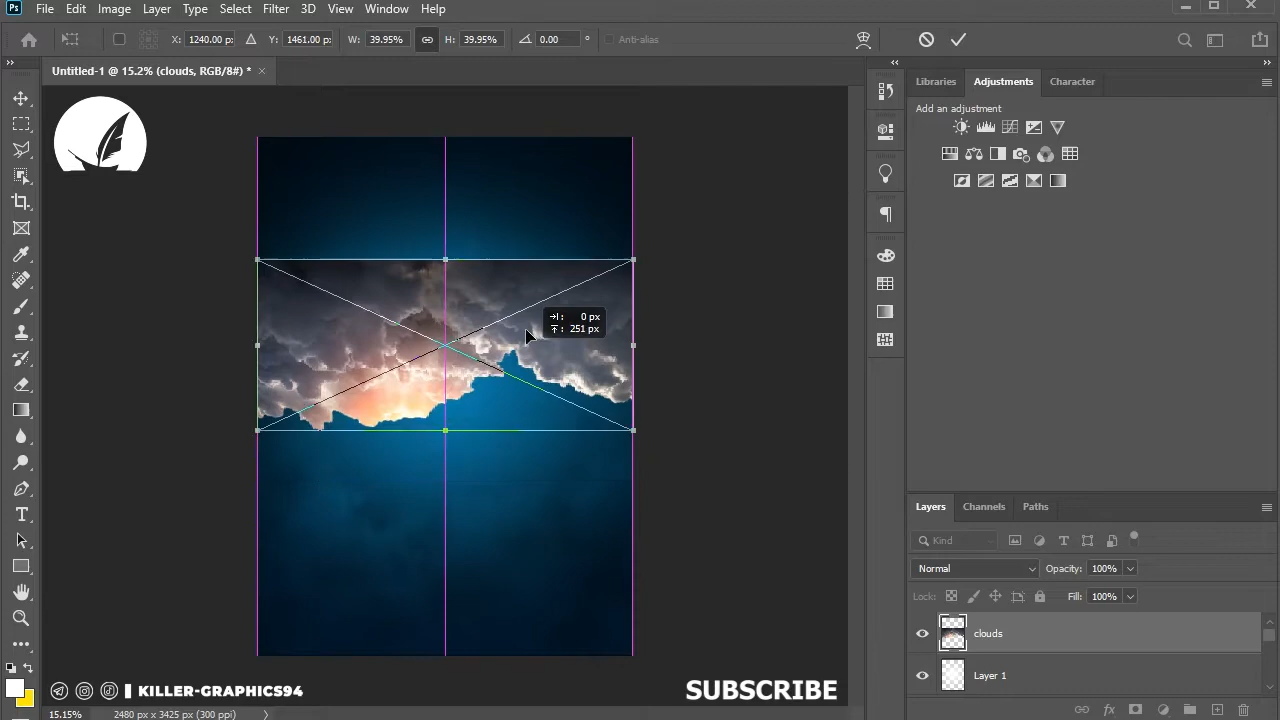 Ps File Edit Image Layer Type Select Filter 3D View Window Help
X: 1240.00 px Y: 1461.00 px W: 39.95% H: 39.95% 0.00 ° Anti-alias
Untitled-1 @ 15.2% (clouds, RGB/8#) * ×
Libraries Adjustments Character
Add an adjustment
0 px
251 px
Layers Channels Paths
Kind
Normal Opacity: 100%
Lock: Fill: 100%
clouds
Layer 1
KILLER-GRAPHICS94
SUBSCRIBE
15.15% 2480 px x 3425 px (300 ppi)